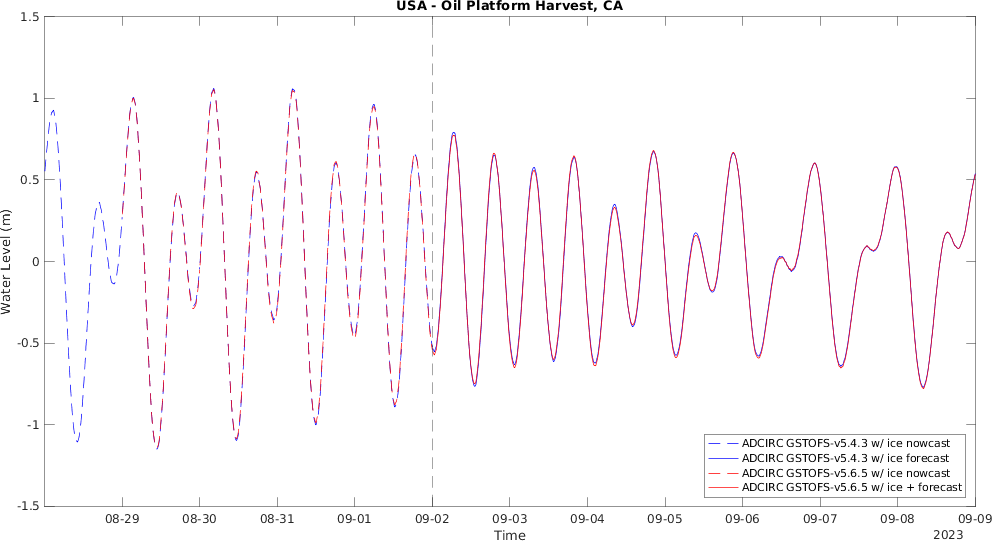 USA - Oil Platform Harvest, CA
Water Level (m)
1.5
1
0.5
0
-0.5
-1
-1.5
08-29 08-30 08-31 09-01 09-02 09-03 09-04 09-05 09-06 09-07 09-08 09-09
Time
2023
ADCIRC GSTOFS-v5.4.3 w/ ice nowcast
ADCIRC GSTOFS-v5.4.3 w/ ice forecast
ADCIRC GSTOFS-v5.6.5 w/ ice nowcast
ADCIRC GSTOFS-v5.6.5 w/ ice + forecast